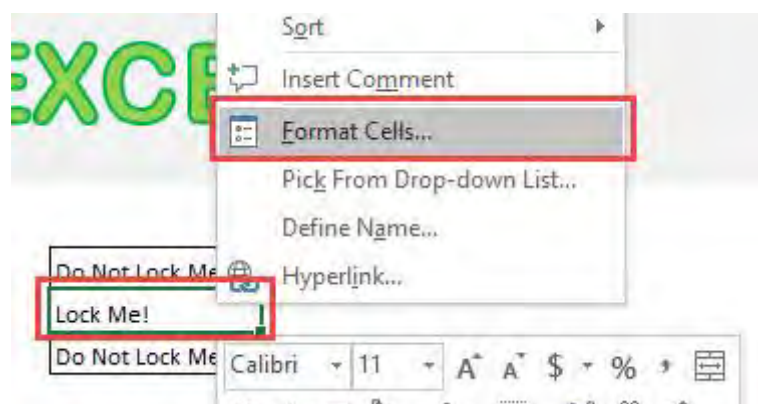 Sort
EXCE
Insert Comment
Format Cells...
Pick From Drop-down List...
Define Name...
Do Not Lock Me
Hyperlink...
Lock Me!
Do Not Lock Me
Calibri 11 A A $ % ,